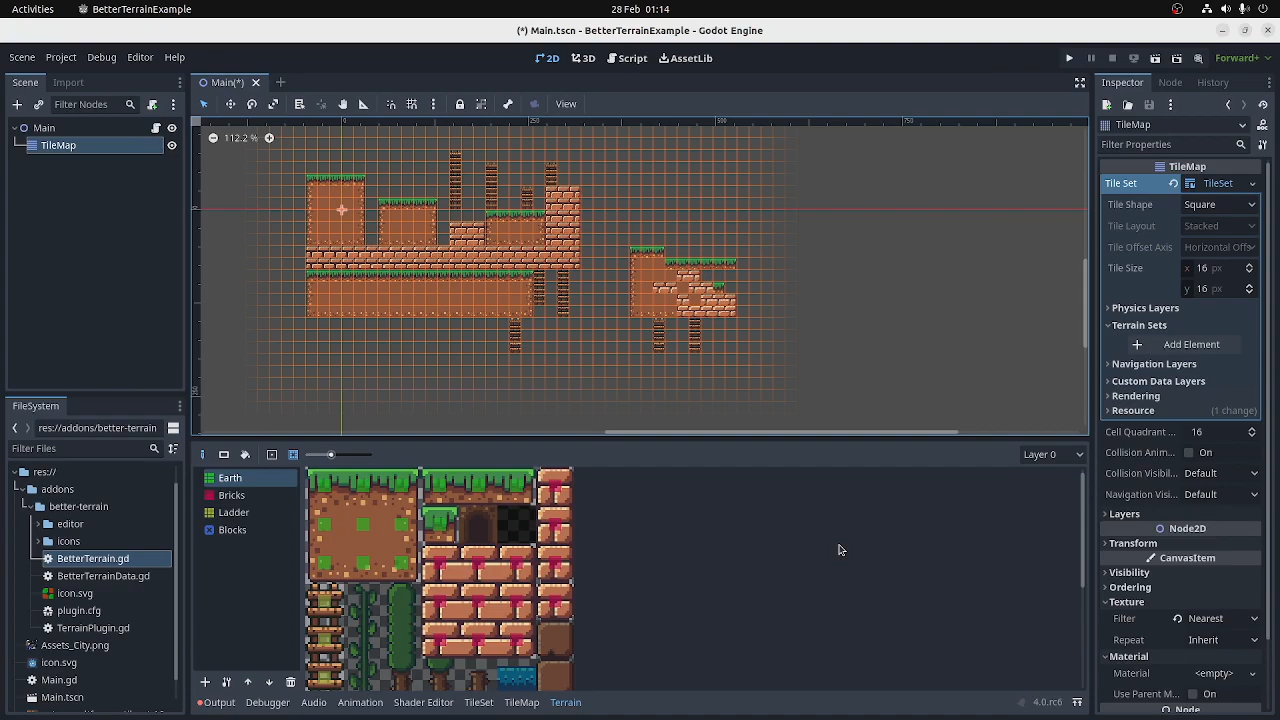 Activities BetterTerrainExample 28 Feb 01:14
(*) Main.tscn - BetterTerrainExample - Godot Engine
Scene Project Debug Editor Help 2D 3D Script AssetLib Forward+
Scene Import Main(*) Inspector Node History
Filter Nodes View
Main TileMap
TileMap 112.2 % 0 250 500 750 Filter Properties
TileMap
Tile Set TileSet
Tile Shape Square
Tile Layout Stacked
Tile Offset Axis Horizontal Offs
Tile Size x 16 px
y 16 px
Physics Layers
Terrain Sets
Add Element
Navigation Layers
Custom Data Layers
Rendering
Resource (1 change)
FileSystem
res://addons/better-terrain Cell Quadrant ... 16
Filter Files Layer 0 Collision Anim... On
res:// Earth Collision Visibil... Default
addons Bricks Navigation Vis... Default
better-terrain Ladder Layers
editor Blocks Node2D
icons Transform
BetterTerrain.gd CanvasItem
BetterTerrainData.gd Visibility
icon.svg Ordering
plugin.cfg Texture
TerrainPlugin.gd Filter Nearest
Assets_City.png Repeat Inherit
icon.svg Material
Main.gd Material <empty>
Main.tscn Use Parent M... On
Output Debugger Audio Animation Shader Editor TileSet TileMap Terrain 4.0.rc6 Node